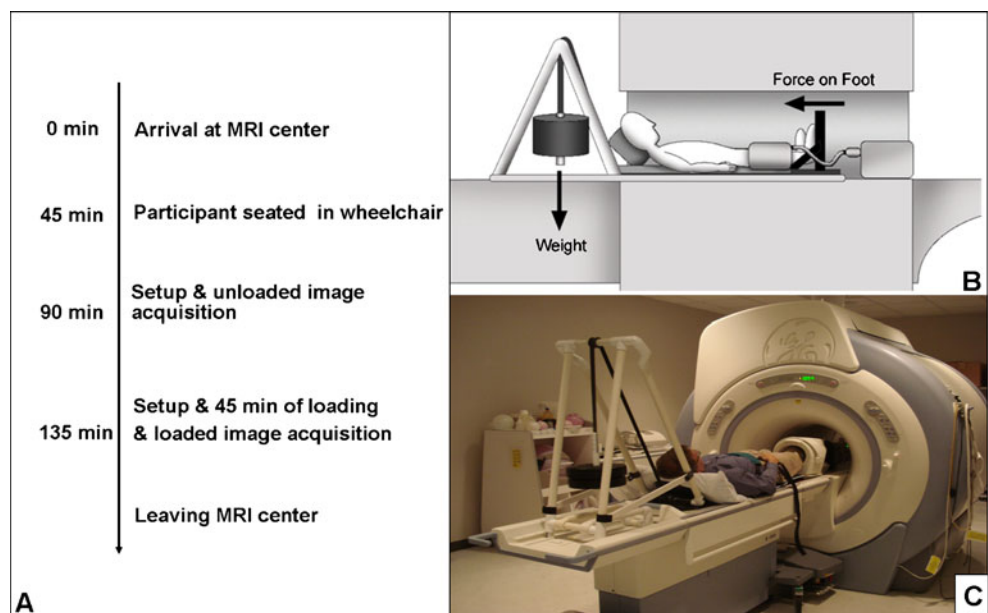 0 min Arrival at MRI center
45 min Participant seated in wheelchair
Setup & unloaded image
90 min acquisition
Setup & 45 min of loading
135 min & loaded image acquisition
Leaving MRI center
A
Force on Foot
Weight
B
GE
C